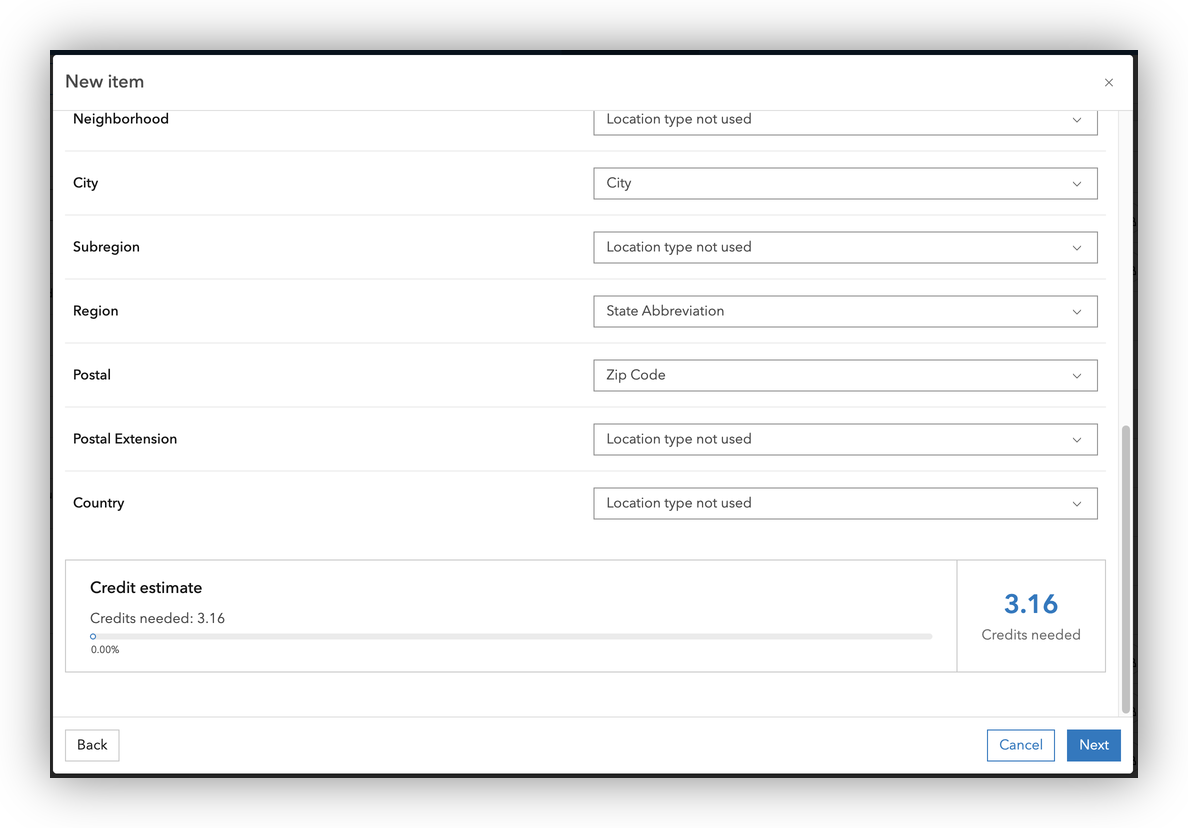 New item
×
Neighborhood Location type not used
City City
Subregion Location type not used
Region State Abbreviation
Postal Zip Code
Postal Extension Location type not used
Country Location type not used
Credit estimate
Credits needed: 3.16
0.00%
3.16
Credits needed
Back Cancel Next